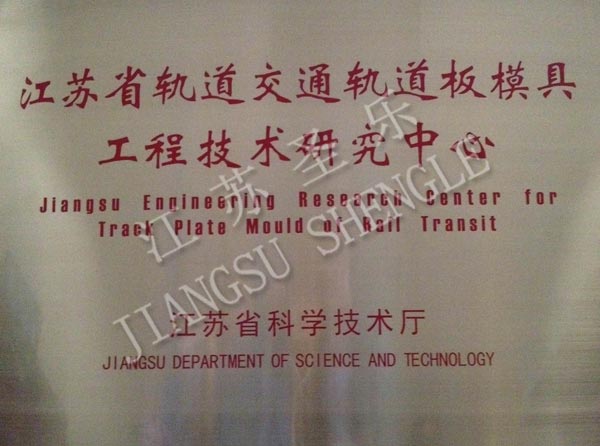 江苏省轨道交通轨道板模具
工程技术研究中心
Jiangsu Enninering Research Center for
Track Plate Mould of Rail Transit
江苏省科学技术厅
JIANGSU DEPARTMENT OF SCIENCE AND TECHNOLOGY
江苏圣乐
JIANGSU SHENGLE